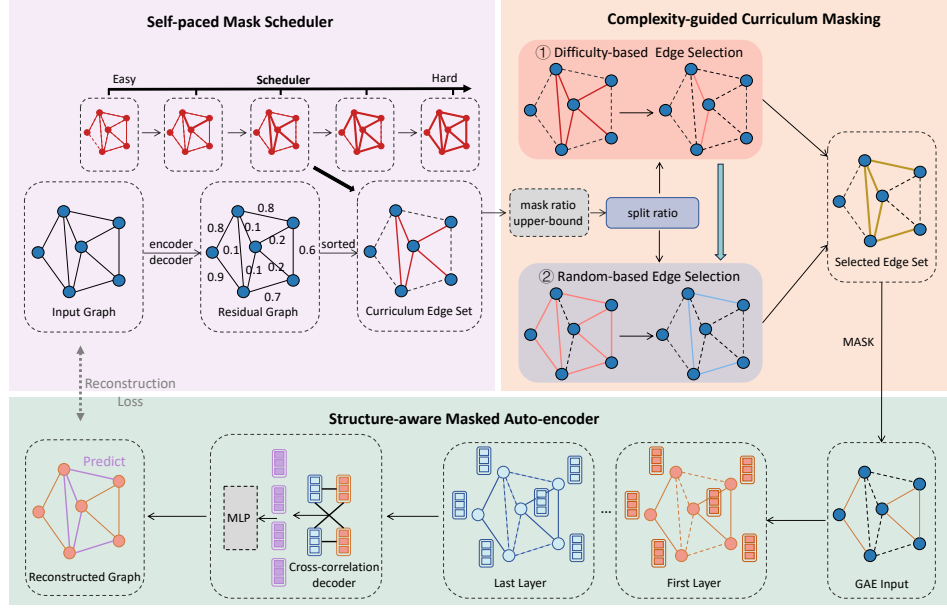 Self-paced Mask Scheduler
Easy
Scheduler
Hard
0.8
0.8
0.1
0.1
0.2
0.6
0.9
0.1
0.2
0.7
encoder
decoder
sorted
Input Graph
Residual Graph
Curriculum Edge Set
Reconstruction
Loss
Complexity-guided Curriculum Masking
① Difficulty-based Edge Selection
mask ratio
upper-bound
split ratio
② Random-based Edge Selection
Selected Edge Set
MASK
Structure-aware Masked Auto-encoder
Predict
Reconstructed Graph
MLP
Cross-correlation
decoder
Last Layer
...
First Layer
GAE Input